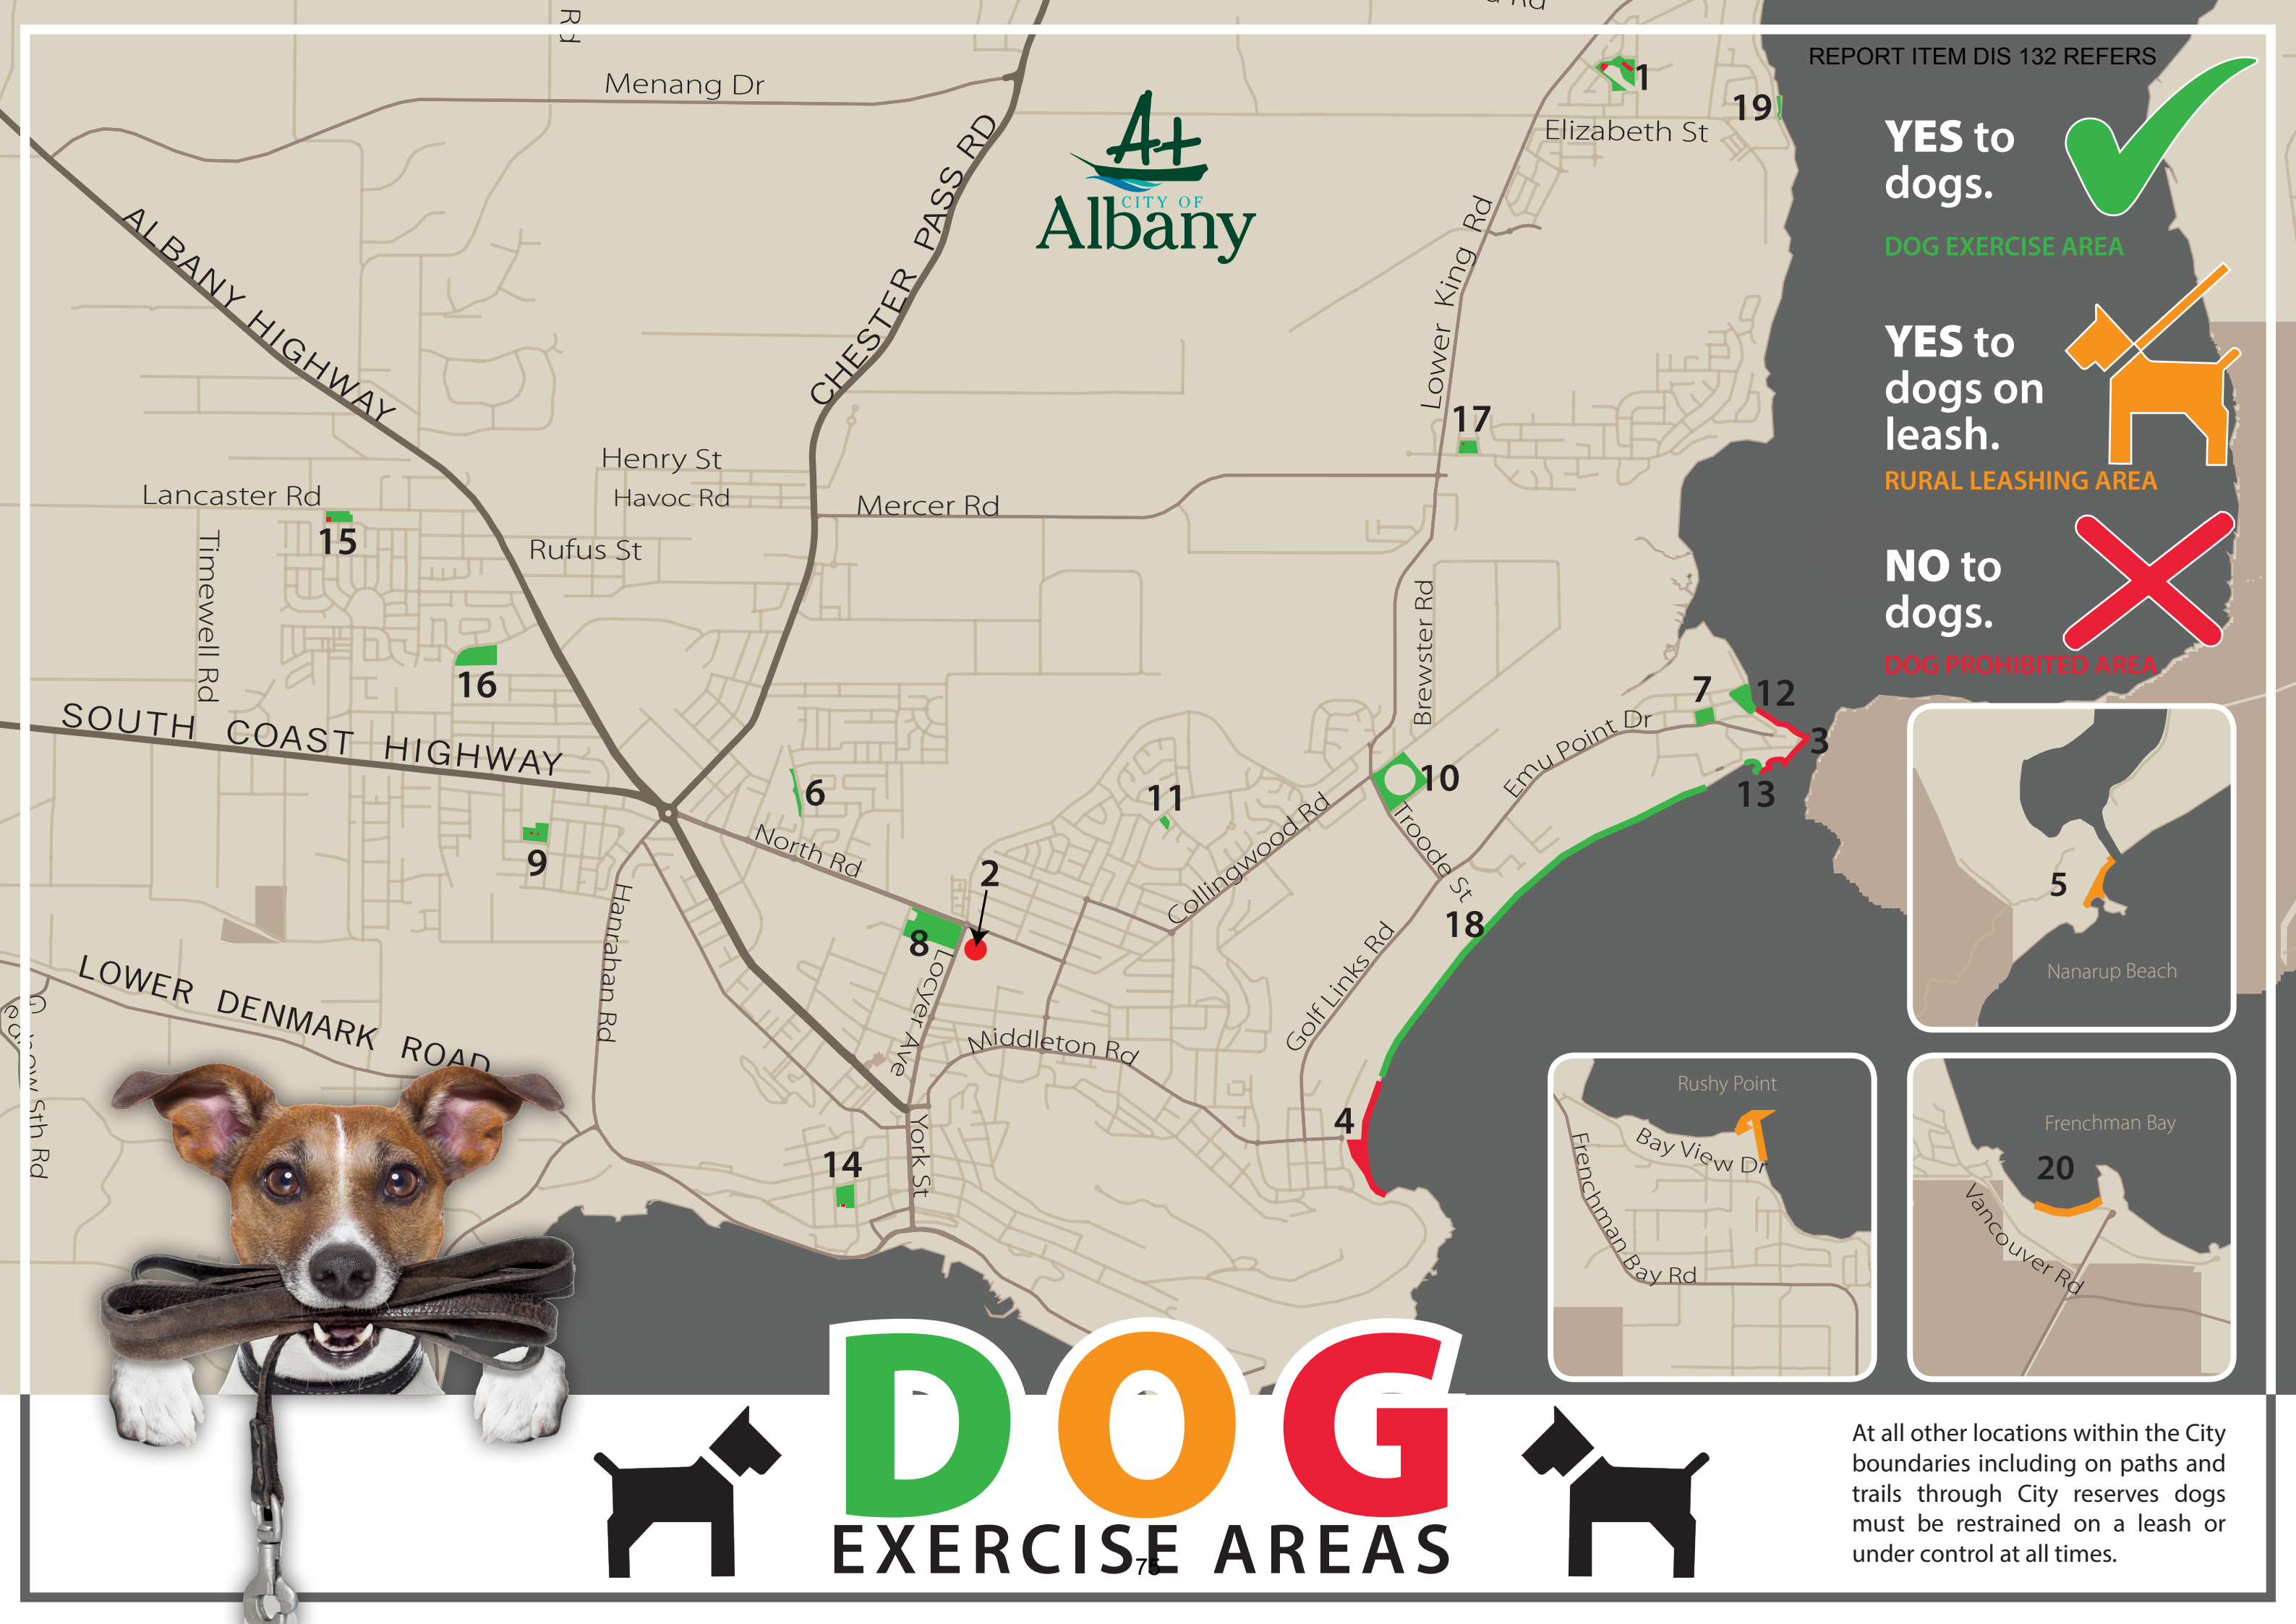 Rd
Rd
REPORT ITEM DIS 132 REFERS
Menang Dr
1
19
Elizabeth St
CITY OF
Albany
YES to
dogs.
DOG EXERCISE AREA
YES to
dogs on
leash.
RURAL LEASHING AREA
NO to
dogs.
DOG PROHIBITED AREA
ALBANY HIGHWAY
CHESTER PASS RD
Lower King Rd
17
Henry St
Havoc Rd
Lancaster Rd
Mercer Rd
15
Rufus St
Timewell Rd
Brewster Rd
16
7
12
3
SOUTH COAST HIGHWAY
Emu Point Dr
6
11
10
13
9
North Rd
2
Collingwood Rd
Troode St
18
8
Hanrahan Rd
Locyer Ave
Golf Links Rd
LOWER DENMARK ROAD
Middleton Rd
4
14
York St
Sth Rd
5
Nanarup Beach
Rushy Point
Bay View Dr
Frenchman Bay Rd
Frenchman Bay
20
Vancouver Rd
DOG
EXERCISE AREAS
75
At all other locations within the City
boundaries including on paths and
trails through City reserves dogs
must be restrained on a leash or
under control at all times.